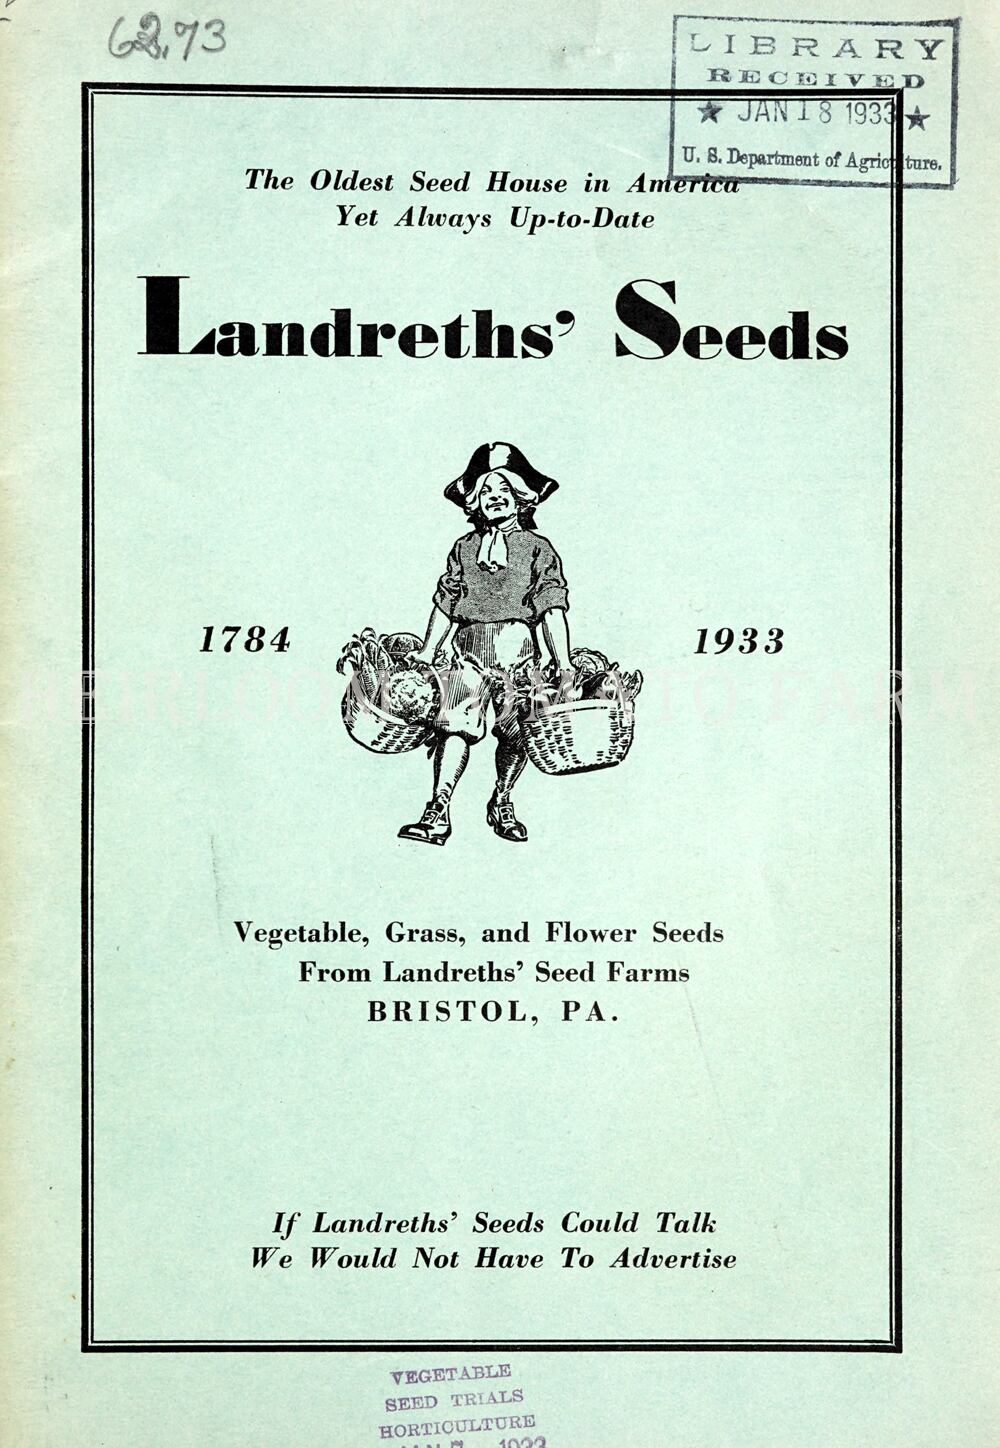 62.73
LIBRARY
RECEIVED
★ JAN 18 1933 ★
U. S. Department of Agriculture.
The Oldest Seed House in America
Yet Always Up-to-Date
Landreths' Seeds
1784
1933
Vegetable, Grass, and Flower Seeds
From Landreths' Seed Farms
BRISTOL, PA.
If Landreths' Seeds Could Talk
We Would Not Have To Advertise
VEGETABLE
SEED TRIALS
HORTICULTURE